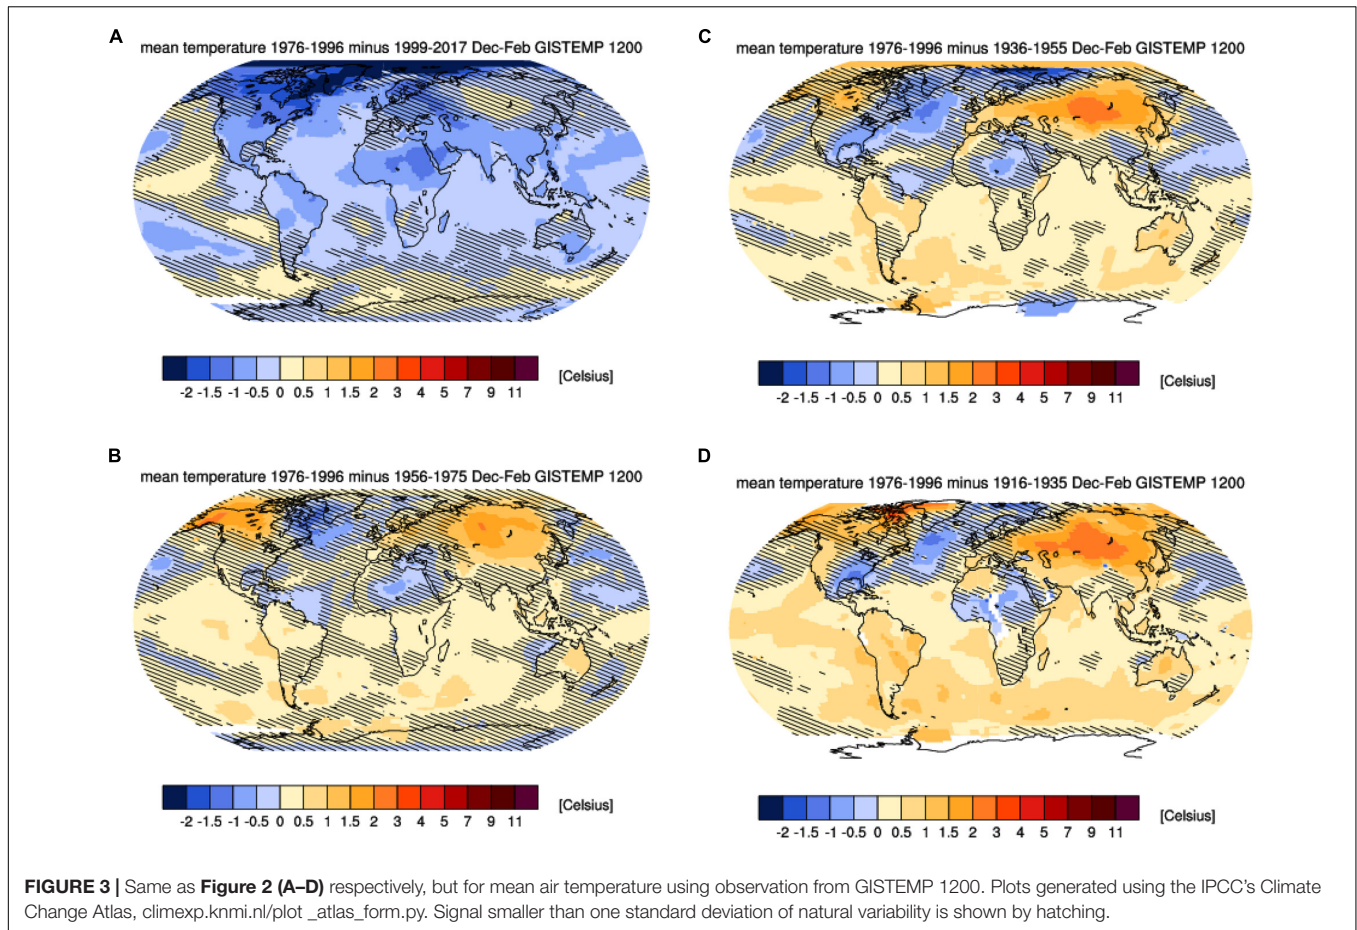 A
mean temperature 1976-1996 minus 1999-2017 Dec-Feb GISTEMP 1200
-2 -1.5 -1 -0.5 0 0.5 1 1.5 2 3 4 5 7 9 11
[Celsius]
B
mean temperature 1976-1996 minus 1956-1975 Dec-Feb GISTEMP 1200
-2 -1.5 -1 -0.5 0 0.5 1 1.5 2 3 4 5 7 9 11
[Celsius]
C
mean temperature 1976-1996 minus 1936-1955 Dec-Feb GISTEMP 1200
-2 -1.5 -1 -0.5 0 0.5 1 1.5 2 3 4 5 7 9 11
[Celsius]
D
mean temperature 1976-1996 minus 1916-1935 Dec-Feb GISTEMP 1200
-2 -1.5 -1 -0.5 0 0.5 1 1.5 2 3 4 5 7 9 11
[Celsius]
FIGURE 3 | Same as Figure 2 (A–D) respectively, but for mean air temperature using observation from GISTEMP 1200. Plots generated using the IPCC's Climate
Change Atlas, climexp.knmi.nl/plot _atlas_form.py. Signal smaller than one standard deviation of natural variability is shown by hatching.